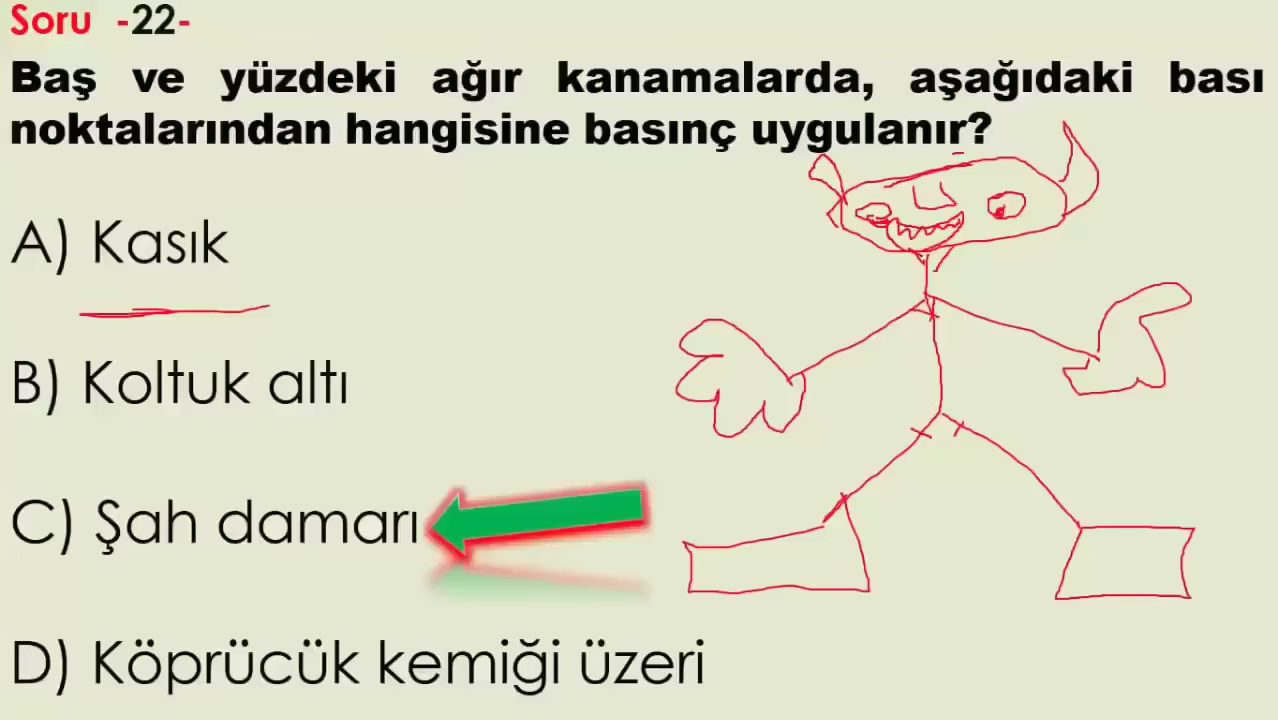 Soru -22-
Baş ve yüzdeki ağır kanamalarda, aşağıdaki bası
noktalarından hangisine basınç uygulanır?
A) Kasık
B) Koltuk altı
C) Şah damarı
D) Köprücük kemiği üzeri